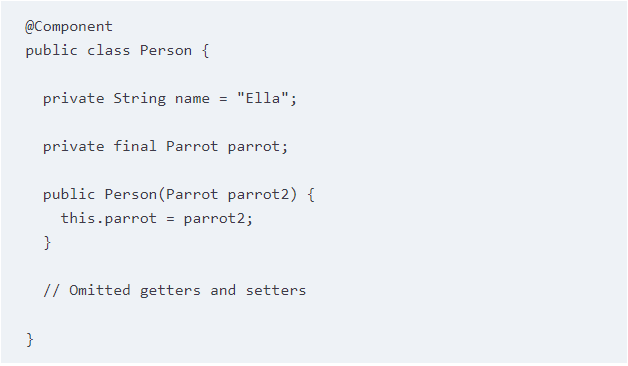 @Component
public class Person {
private String name = "Ella";
private final Parrot parrot;
public Person(Parrot parrot2) {
this.parrot = parrot2;
}
// Omitted getters and setters
}